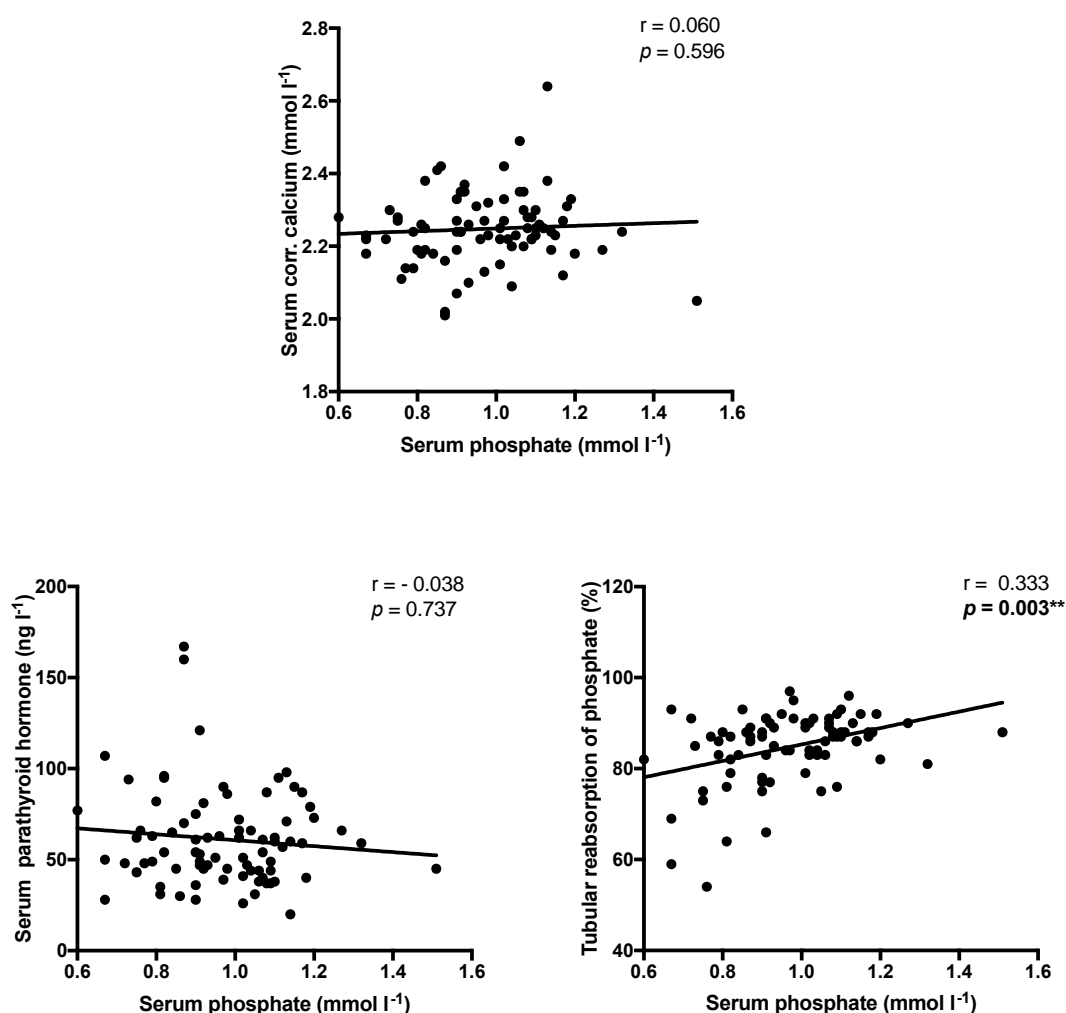 r = 0.060
p = 0.596
Serum corr. calcium (mmol l⁻¹)
2.8
2.6
2.4
2.2
2.0
1.8
0.6 0.8 1.0 1.2 1.4 1.6
Serum phosphate (mmol l⁻¹)
r = - 0.038
p = 0.737
Serum parathyroid hormone (ng l⁻¹)
200
150
100
50
0
0.6 0.8 1.0 1.2 1.4 1.6
Serum phosphate (mmol l⁻¹)
r = 0.333
p = 0.003**
Tubular reabsorption of phosphate (%)
120
100
80
60
40
0.6 0.8 1.0 1.2 1.4 1.6
Serum phosphate (mmol l⁻¹)